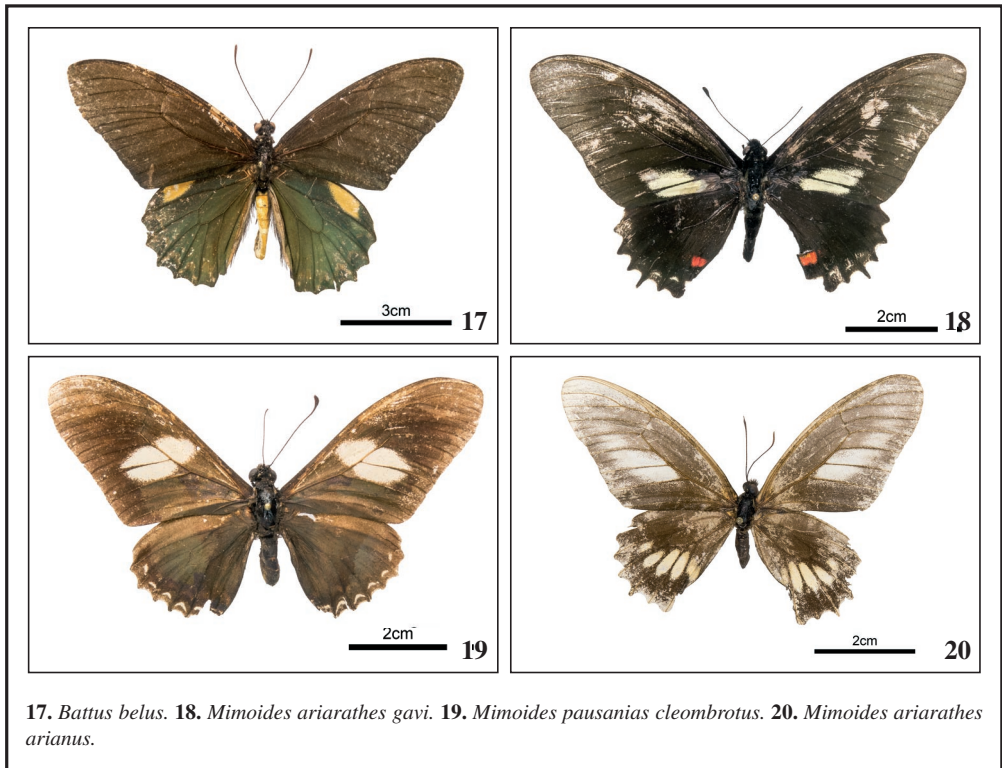 3cm
17
2cm
18
2cm
19
2cm
20
17. Battus belus. 18. Mimoides ariarathes gavi. 19. Mimoides pausanias cleombrotus. 20. Mimoides ariarathes
arianus.